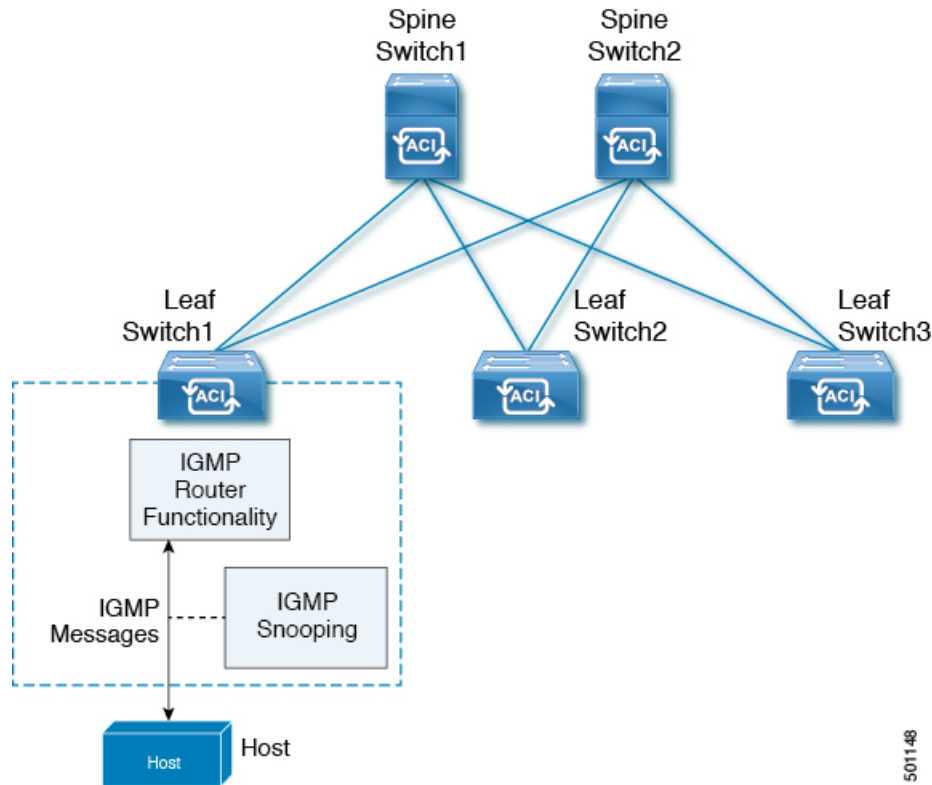 Spine
Switch1
Spine
Switch2
ACI
ACI
Leaf
Switch1
Leaf
Switch2
Leaf
Switch3
ACI
ACI
ACI
IGMP
Router
Functionality
IGMP
Messages
IGMP
Snooping
Host
Host
501148